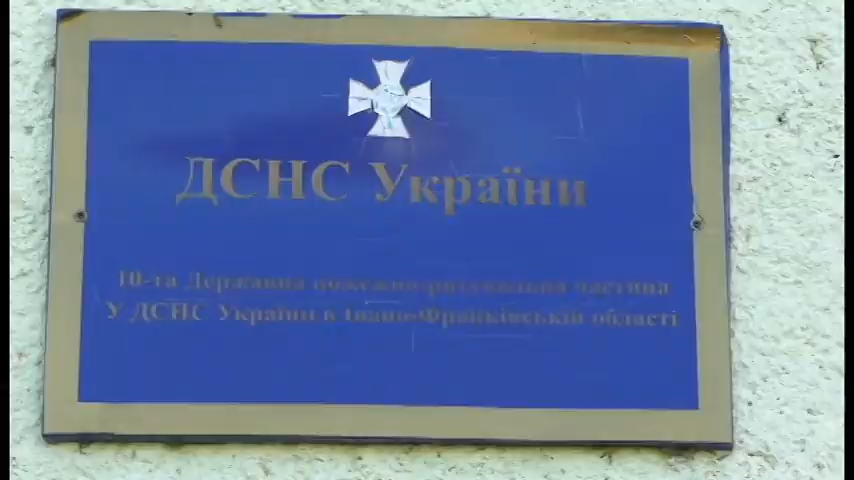 ДСНС України
10-та Державна пожежно-рятувальна частина
У ДСНС України в Івано-Франківській області